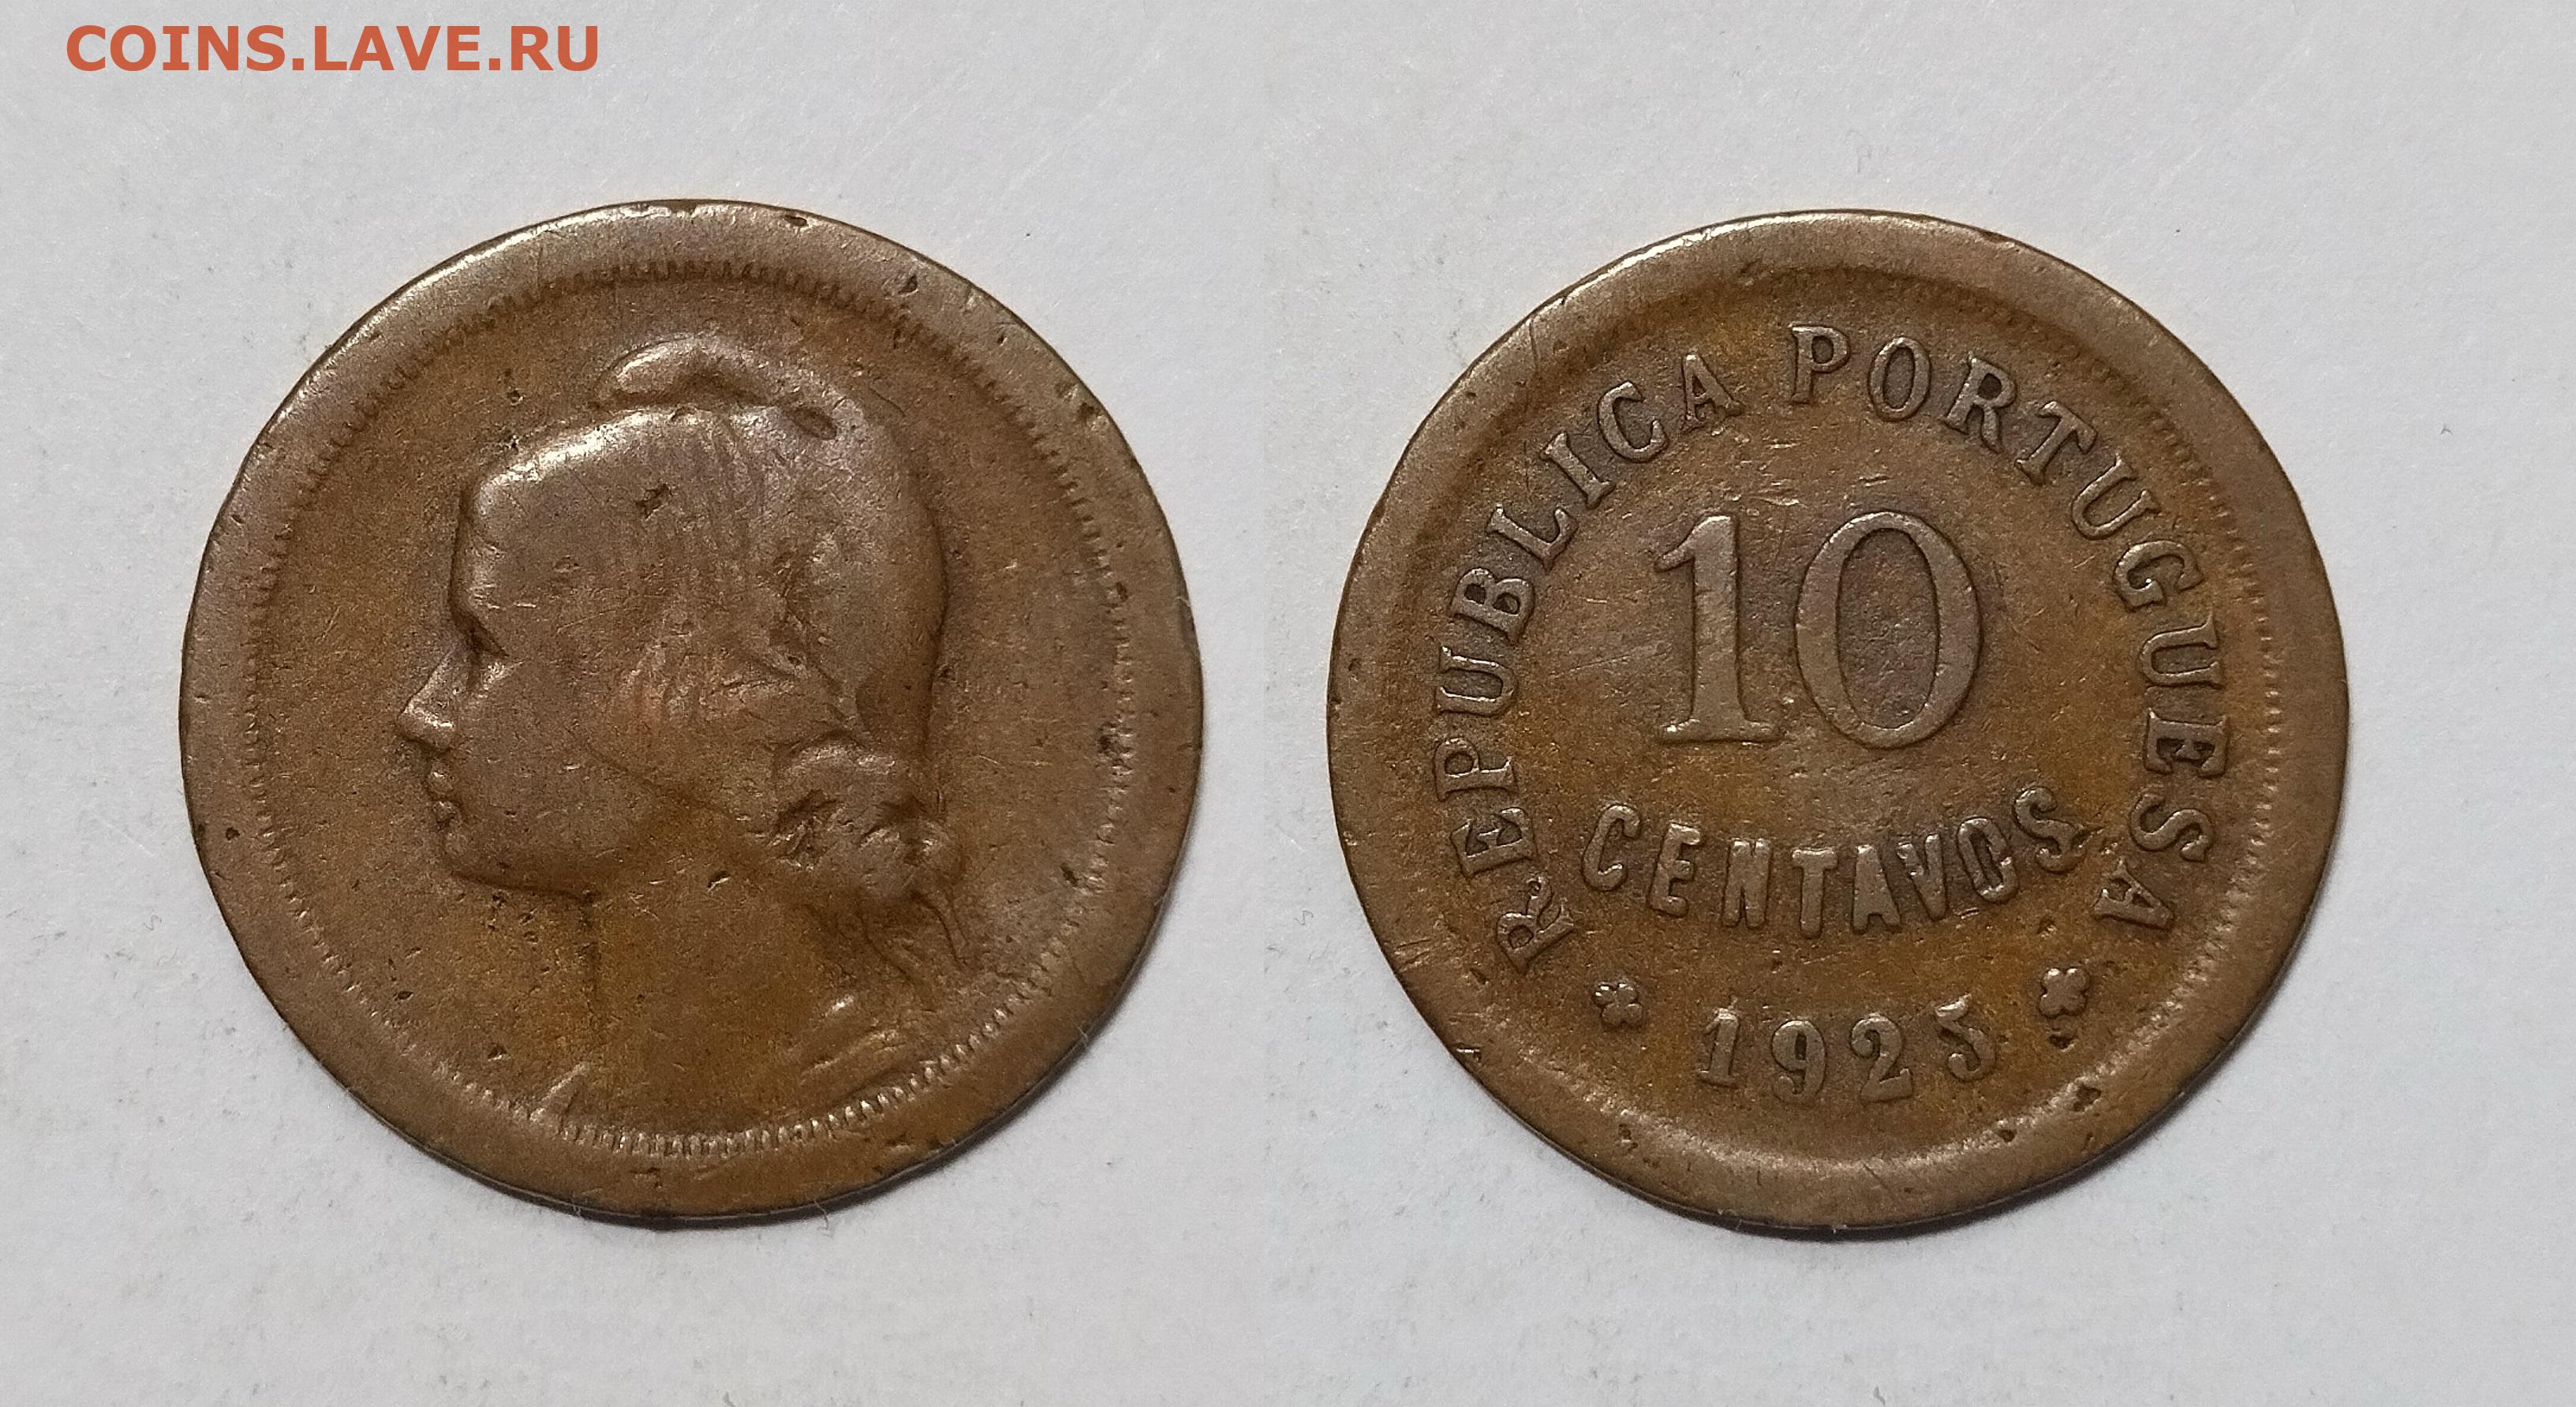 COINS.LAVE.RU
REPUBLICA PORTUGUESA
10
CENTAVOS
1925